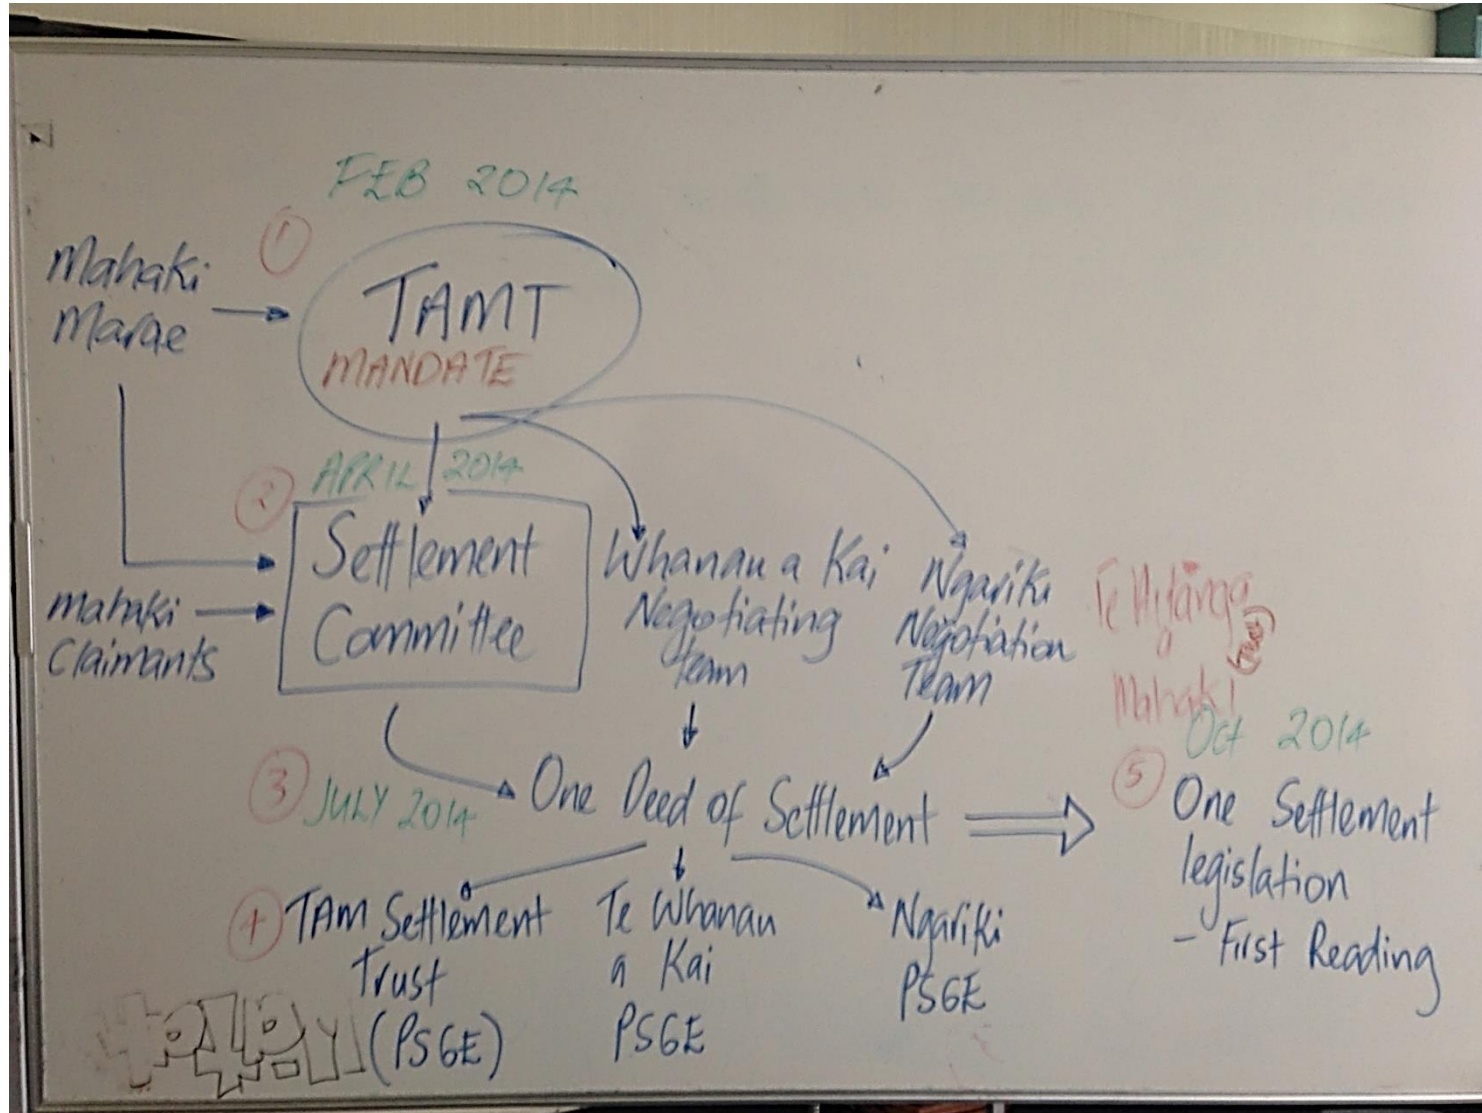 FEB 2014
①
Mahaki
Marae
TAMT
MANDATE
②
APRIL 2014
Settlement
Committee
Mahaki
Claimants
Whanau a Kai
Negotiating
Team
Ngariki
Negotiation
Team
Mahaki
③
JULY 2014
One Deed of Settlement
④
TAM Settlement
Trust
(PSGE)
Te Whanau
a Kai
PSGE
Ngariki
PSGE
Oct 2014
⑤
One Settlement
legislation
- First Reading